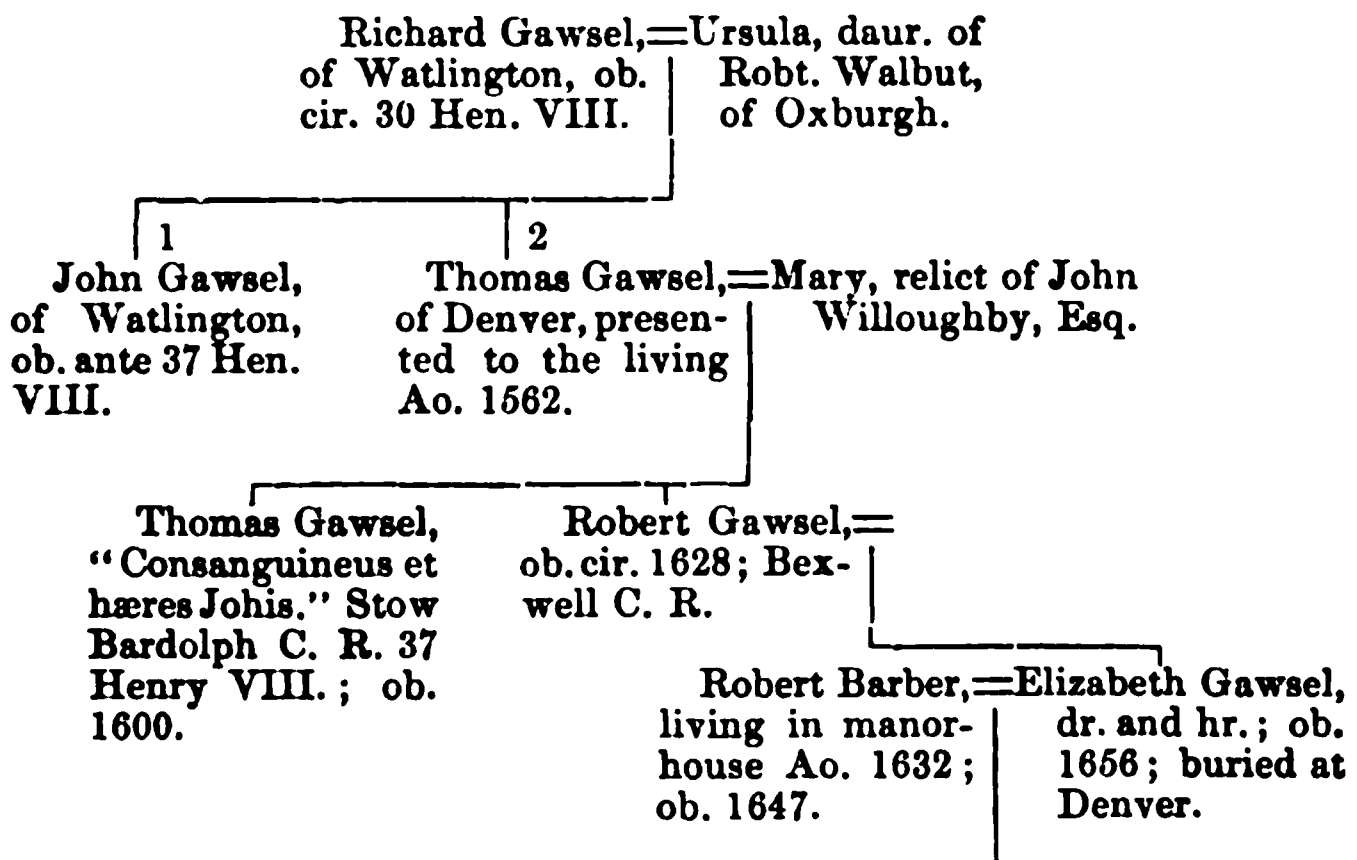 Richard Gawsel,=Ursula, daur. of
of Watlington, ob. Robt. Walbut,
cir. 30 Hen. VIII. of Oxburgh.
1
John Gawsel,
of Watlington,
ob. ante 37 Hen.
VIII.
2
Thomas Gawsel,=Mary, relict of John
of Denver, presen- Willoughby, Esq.
ted to the living
Ao. 1562.
Thomas Gawsel,
“Consanguineus et
hæres Johis.” Stow
Bardolph C. R. 37
Henry VIII. ; ob.
1600.
Robert Gawsel,=
ob. cir. 1628 ; Bex-
well C. R.
Robert Barber,=Elizabeth Gawsel,
living in manor- dr. and hr. ; ob.
house Ao. 1632 ; 1656 ; buried at
ob. 1647. Denver.